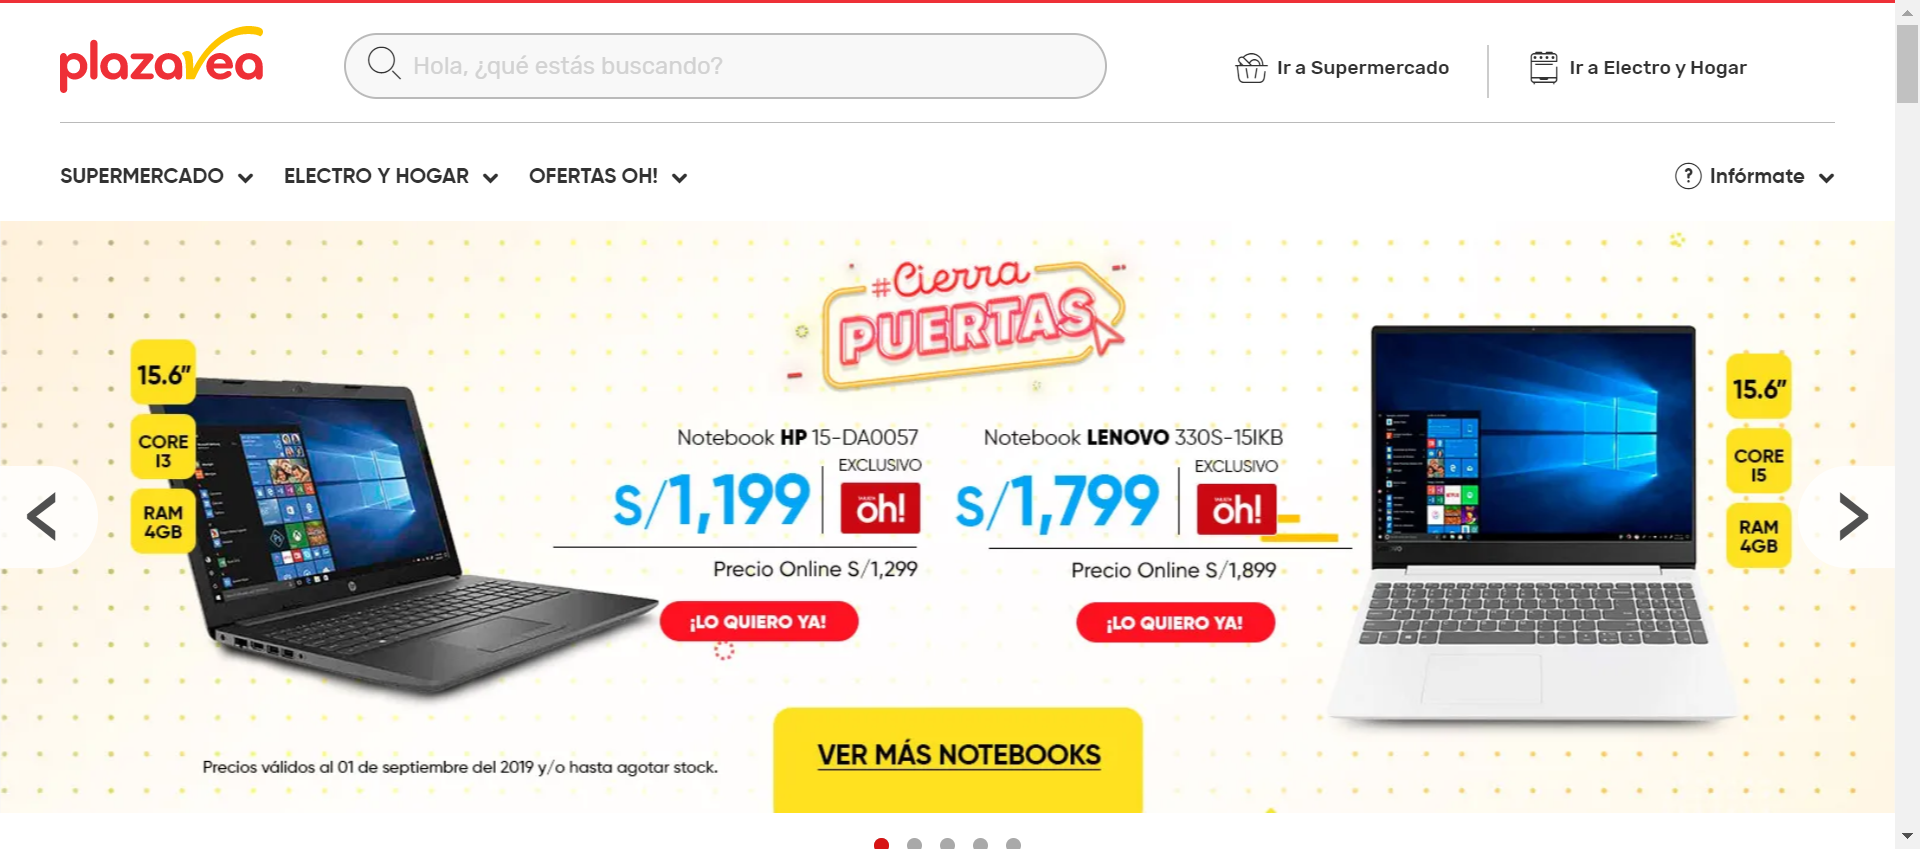 plazavea
Hola, ¿qué estás buscando?
Ir a Supermercado
Ir a Electro y Hogar
SUPERMERCADO
ELECTRO Y HOGAR
OFERTAS OH!
? Infórmate
#Cierra
PUERTAS
15.6”
CORE
I3
RAM
4GB
Notebook HP 15-DA0057
S/1,199
EXCLUSIVO
oh!
Precio Online S/1,299
¡LO QUIERO YA!
Notebook LENOVO 330S-15IKB
S/1,799
EXCLUSIVO
oh!
Precio Online S/1,899
¡LO QUIERO YA!
15.6”
CORE
I5
RAM
4GB
VER MÁS NOTEBOOKS
Precios válidos al 01 de septiembre del 2019 y/o hasta agotar stock.